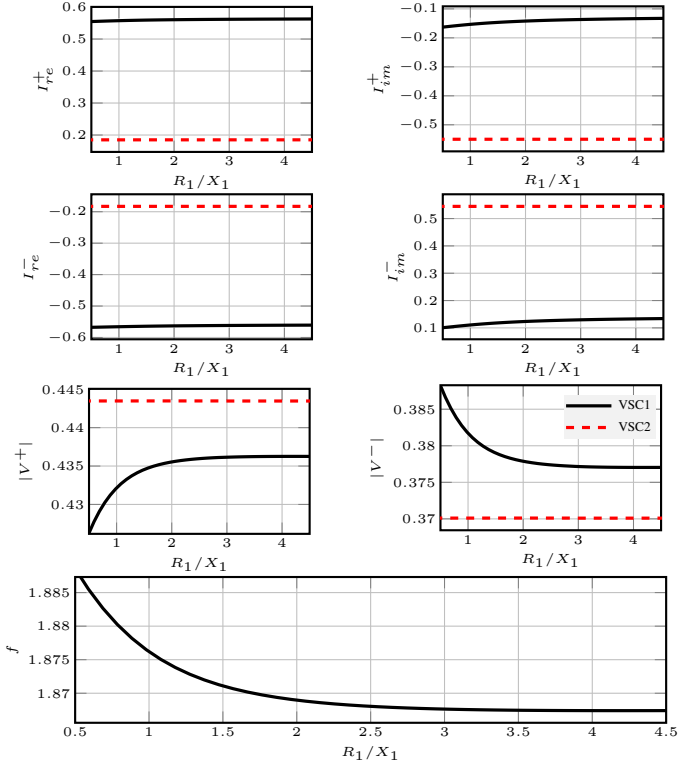 0.6
0.5
0.4
0.3
0.2
I_{re}^{+}
1 2 3 4
R_1/X_1
−0.1
−0.2
−0.3
−0.4
−0.5
I_{im}^{+}
1 2 3 4
R_1/X_1
−0.2
−0.3
−0.4
−0.5
−0.6
I_{re}^{−}
1 2 3 4
R_1/X_1
0.5
0.4
0.3
0.2
0.1
I_{im}^{−}
1 2 3 4
R_1/X_1
0.445
0.44
0.435
0.43
|V^{+}|
1 2 3 4
R_1/X_1
0.385
0.38
0.375
0.37
|V^{−}|
VSC1
VSC2
1 2 3 4
R_1/X_1
1.885
1.88
1.875
1.87
f
0.5 1 1.5 2 2.5 3 3.5 4 4.5
R_1/X_1